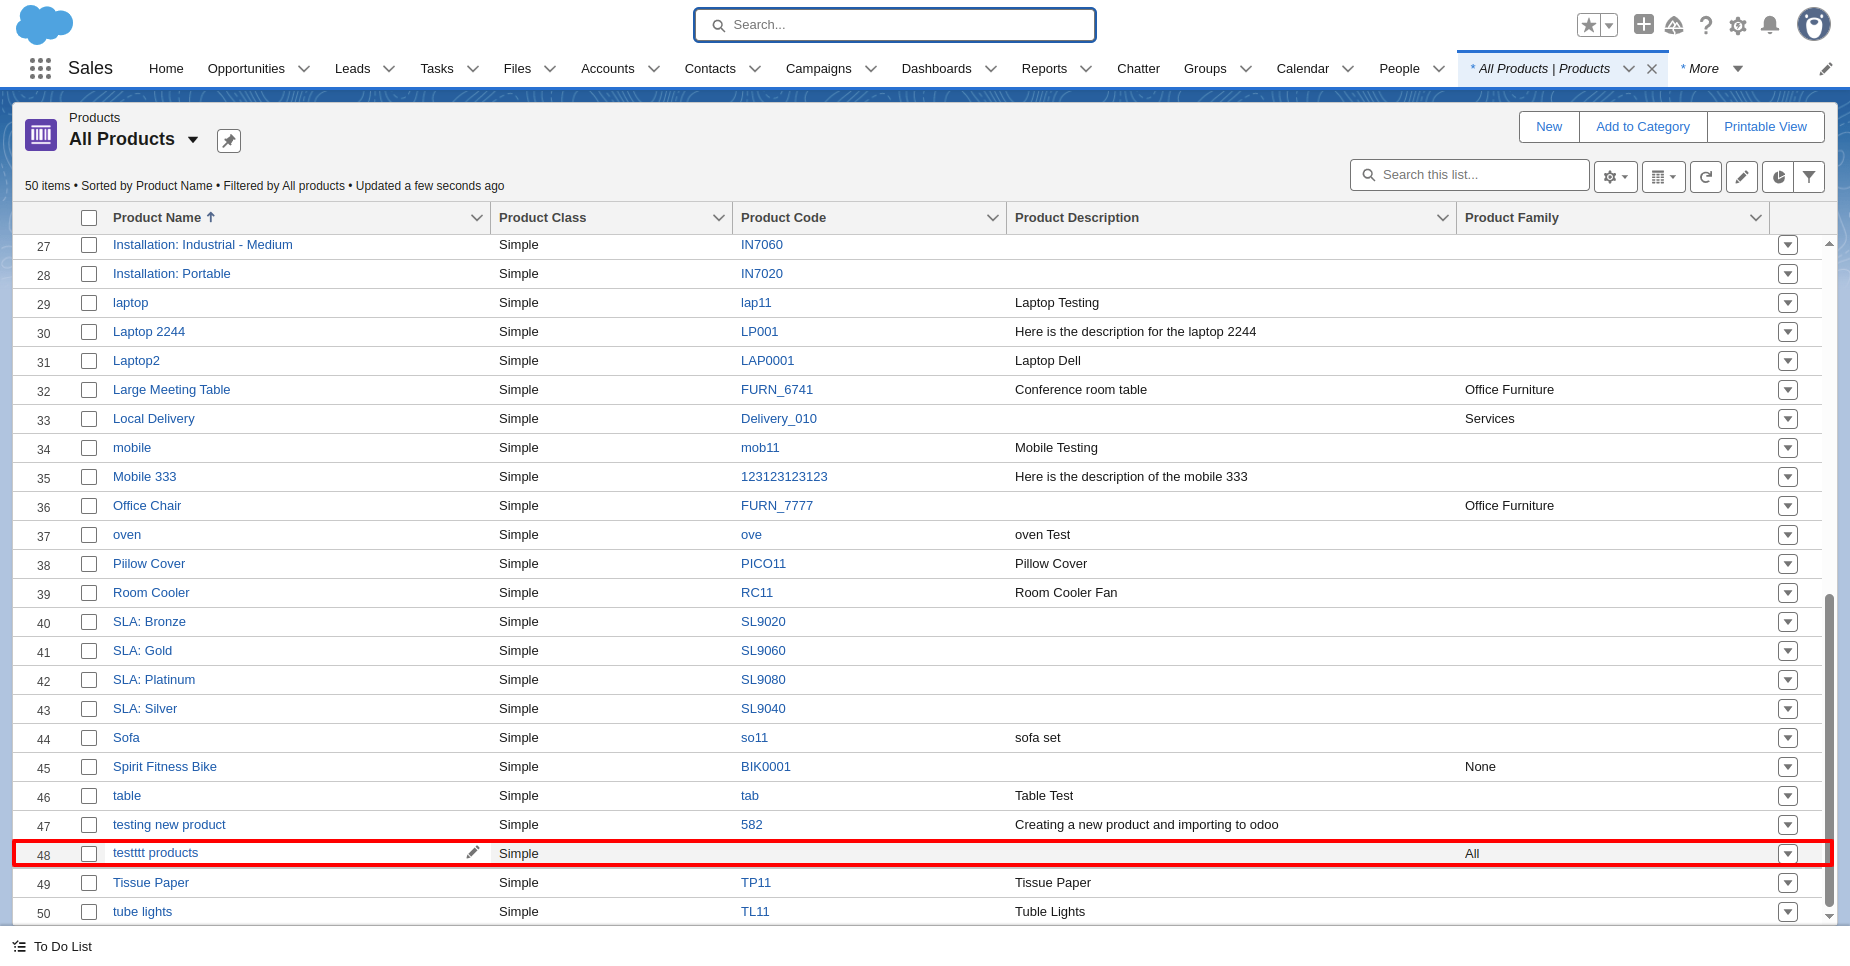 Search...
Sales Home Opportunities Leads Tasks Files Accounts Contacts Campaigns Dashboards Reports Chatter Groups Calendar People * All Products | Products * More
Products
All Products
New Add to Category Printable View
50 items • Sorted by Product Name • Filtered by All products • Updated a few seconds ago
Search this list...
Product Name Product Class Product Code Product Description Product Family
27 Installation: Industrial - Medium Simple IN7060
28 Installation: Portable Simple IN7020
29 laptop Simple lap11 Laptop Testing
30 Laptop 2244 Simple LP001 Here is the description for the laptop 2244
31 Laptop2 Simple LAP0001 Laptop Dell
32 Large Meeting Table Simple FURN_6741 Conference room table Office Furniture
33 Local Delivery Simple Delivery_010 Services
34 mobile Simple mob11 Mobile Testing
35 Mobile 333 Simple 123123123123 Here is the description of the mobile 333
36 Office Chair Simple FURN_7777 Office Furniture
37 oven Simple ove oven Test
38 Piilow Cover Simple PICO11 Pillow Cover
39 Room Cooler Simple RC11 Room Cooler Fan
40 SLA: Bronze Simple SL9020
41 SLA: Gold Simple SL9060
42 SLA: Platinum Simple SL9080
43 SLA: Silver Simple SL9040
44 Sofa Simple so11 sofa set
45 Spirit Fitness Bike Simple BIK0001 None
46 table Simple tab Table Test
47 testing new product Simple 582 Creating a new product and importing to odoo
48 testttt products Simple All
49 Tissue Paper Simple TP11 Tissue Paper
50 tube lights Simple TL11 Tuble Lights
To Do List